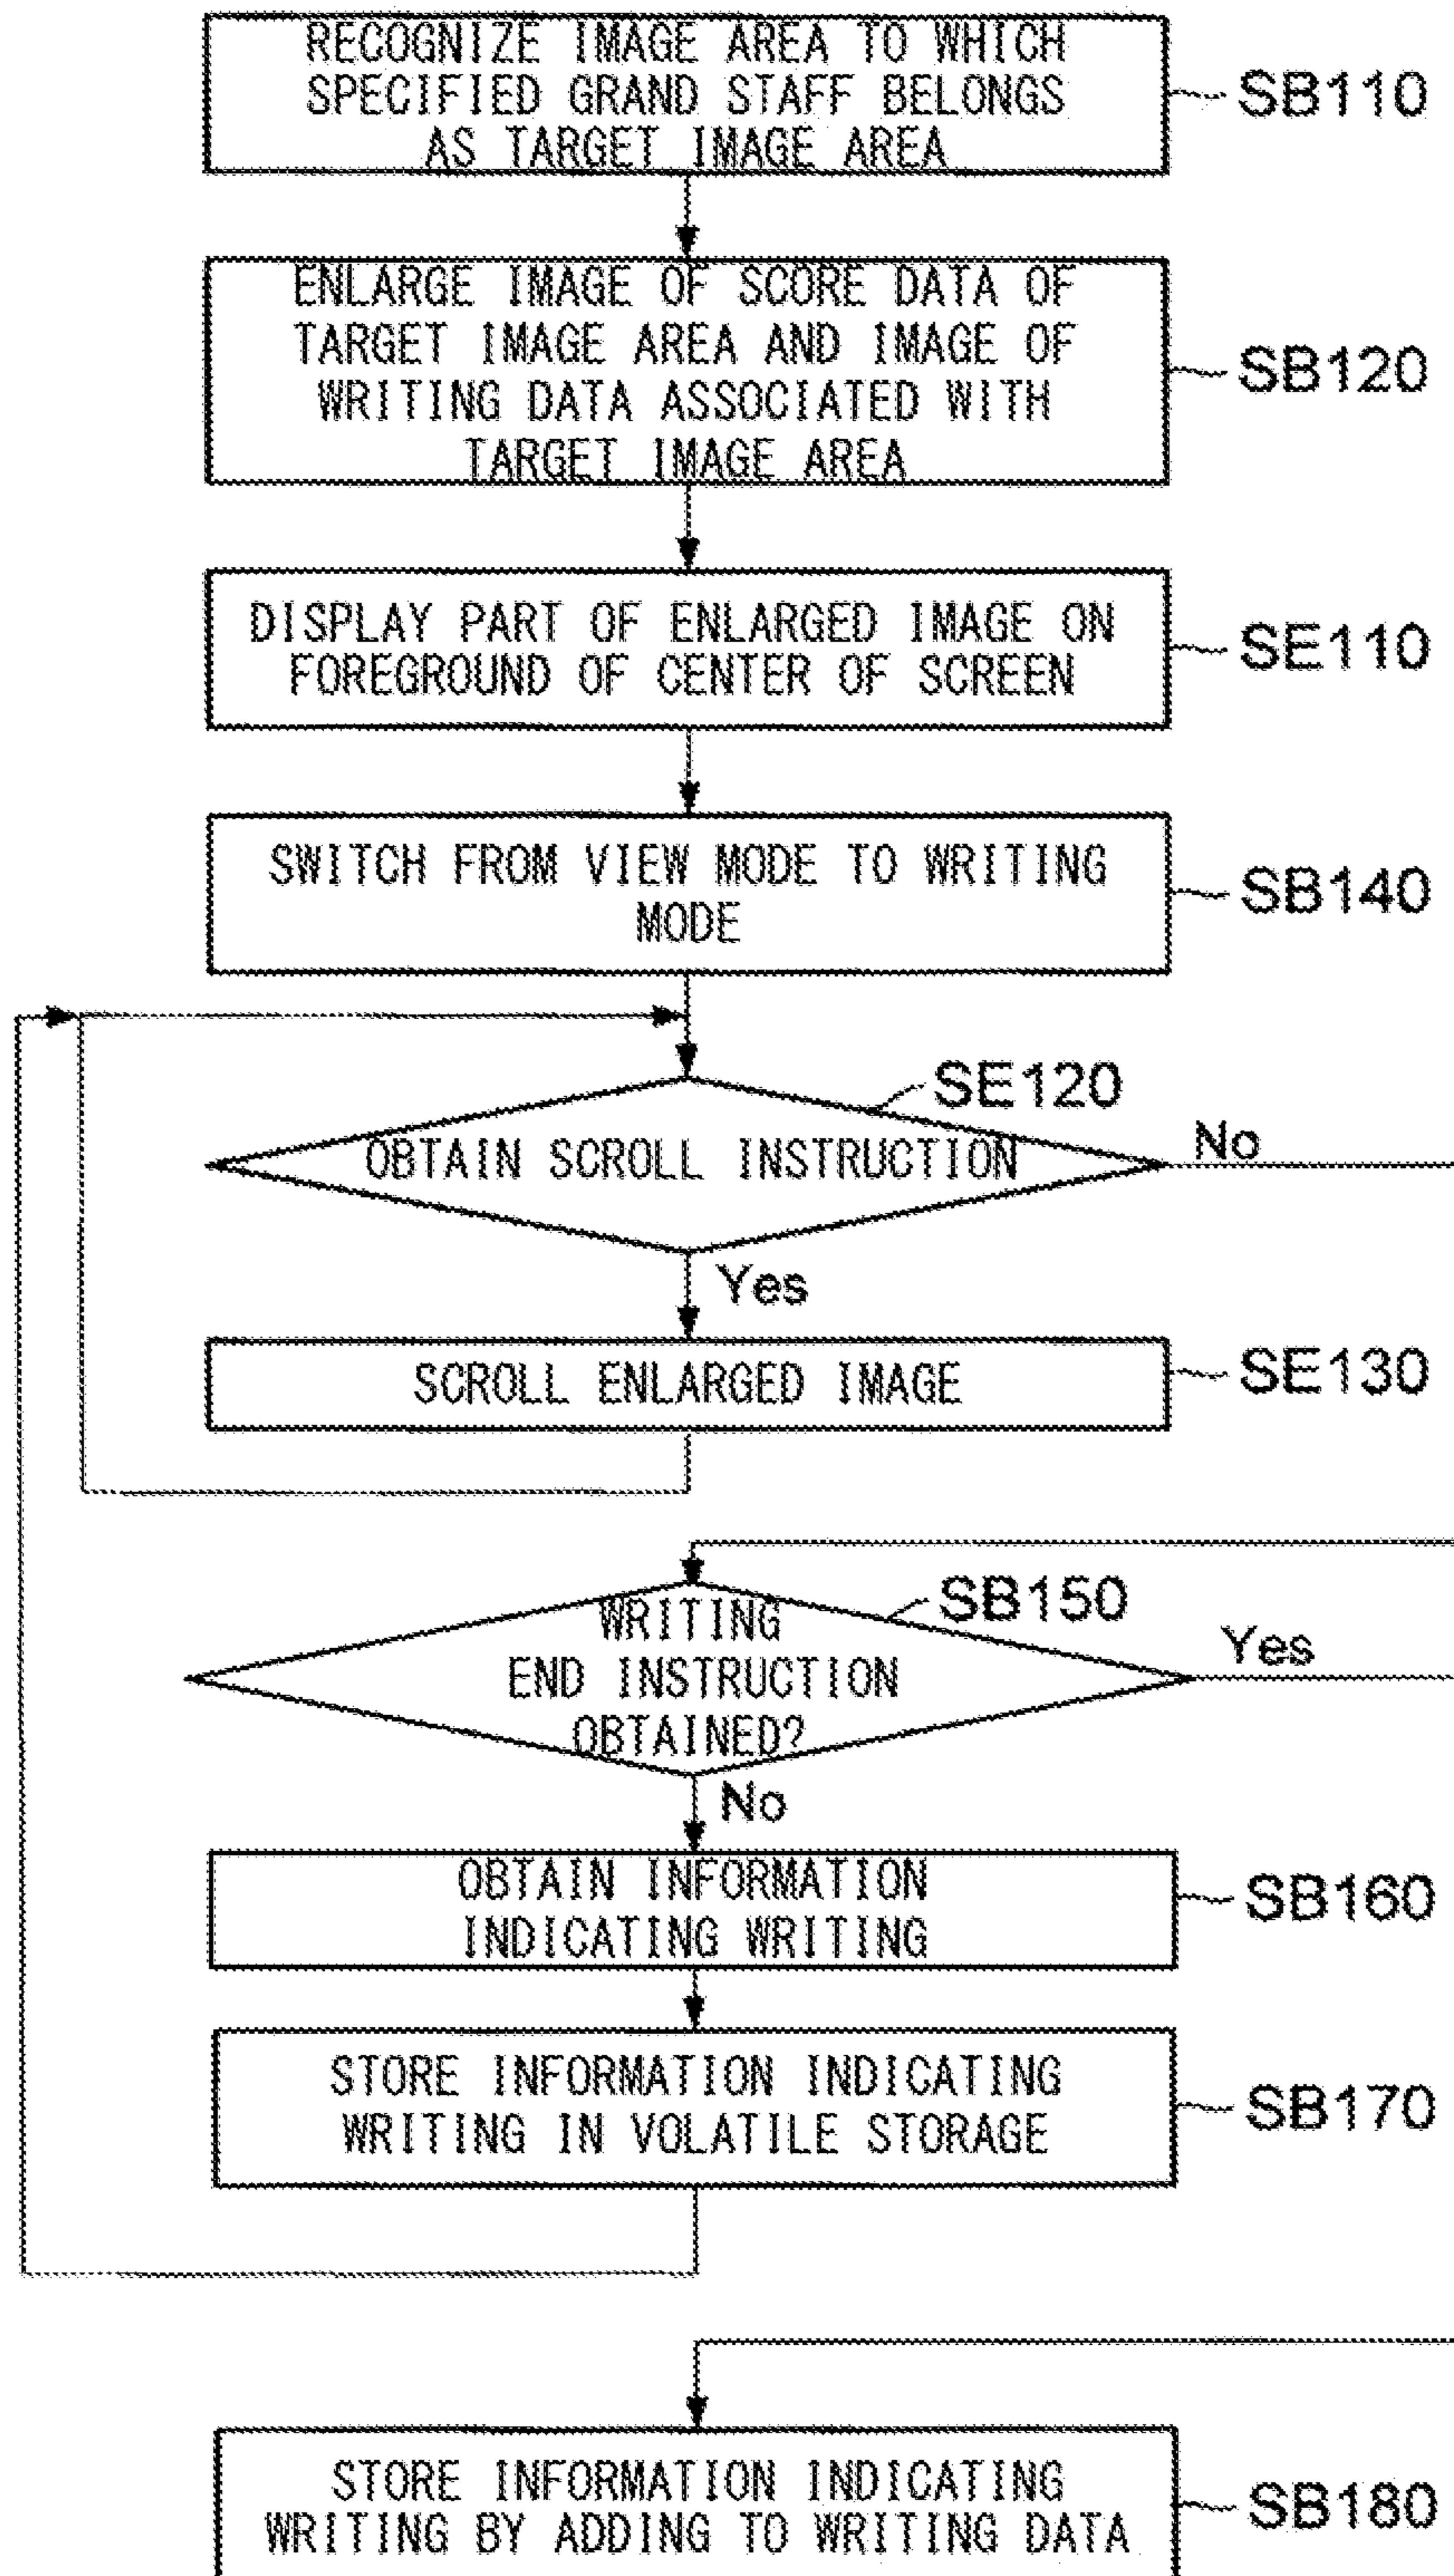 RECOGNIZE IMAGE AREA TO WHICH
SPECIFIED GRAND STAFF BELONGS
AS TARGET IMAGE AREA
SB110
ENLARGE IMAGE OF SCORE DATA OF
TARGET IMAGE AREA AND IMAGE OF
WRITING DATA ASSOCIATED WITH
TARGET IMAGE AREA
SB120
DISPLAY PART OF ENLARGED IMAGE ON
FOREGROUND OF CENTER OF SCREEN
SE110
SWITCH FROM VIEW MODE TO WRITING
MODE
SB140
SE120
OBTAIN SCROLL INSTRUCTION
No
Yes
SCROLL ENLARGED IMAGE
SE130
SB150
WRITING
END INSTRUCTION
OBTAINED?
Yes
No
OBTAIN INFORMATION
INDICATING WRITING
SB160
STORE INFORMATION INDICATING
WRITING IN VOLATILE STORAGE
SB170
STORE INFORMATION INDICATING
WRITING BY ADDING TO WRITING DATA
SB180